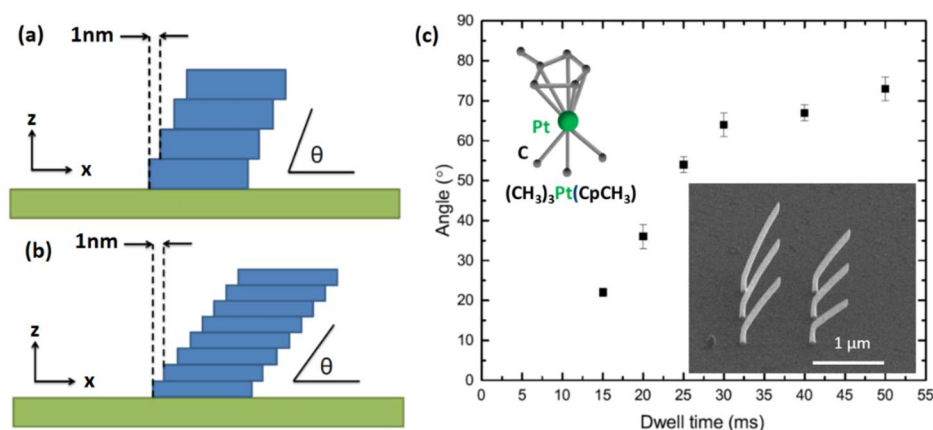 (a)
1nm
z
x
θ
(b)
1nm
z
x
θ
(c)
90
80
70
60
50
40
30
20
10
0
Angle (°)
Pt
C
(CH₃)₃Pt(CpCH₃)
1 µm
0 5 10 15 20 25 30 35 40 45 50 55
Dwell time (ms)